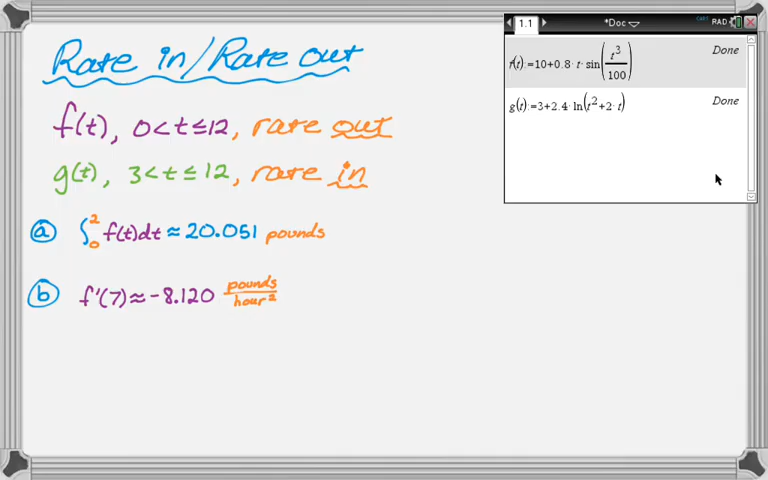 Rate in/Rate out
f(t), 0<t≤12, rate out
g(t), 3<t≤12, rate in
ⓐ ∫₀² f(t)dt ≈ 20.051 pounds
ⓑ f'(7) ≈ -8.120 pounds/hour²
1.1 *Doc RAD
f(t):=10+0.8·t·sin(t³/100) Done
g(t):=3+2.4·ln(t²+2·t) Done